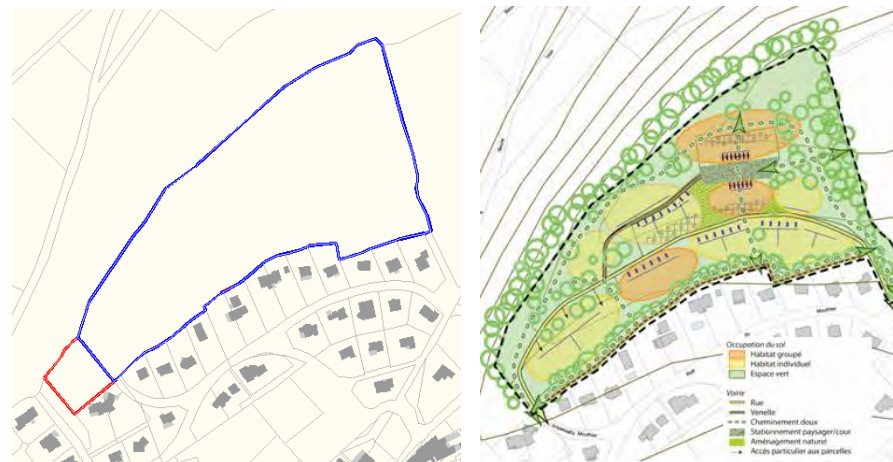 Occupation du sol
Habitat groupé
Habitat individuel
Espace vert
Voirie
Rue
Venelle
Cheminement doux
Stationnement paysager/cour
Aménagement naturel
Accès particulier aux parcelles